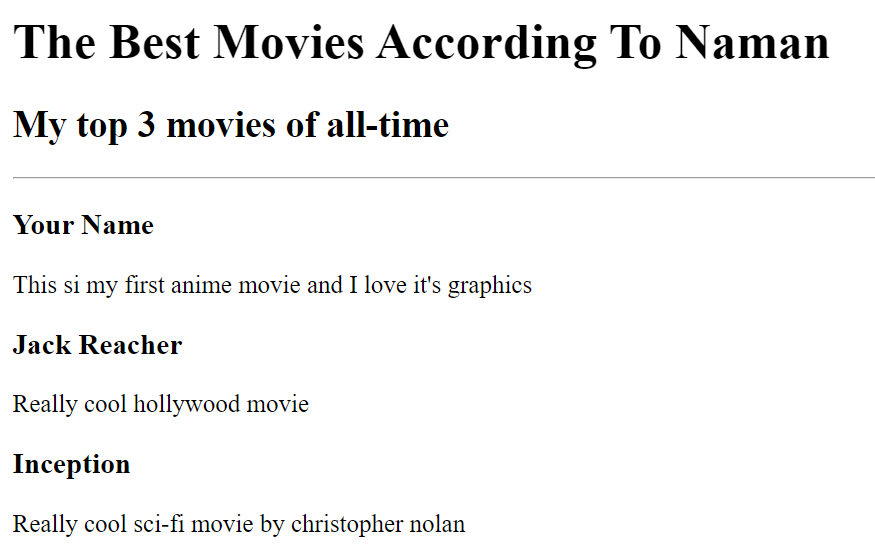 The Best Movies According To Naman
My top 3 movies of all-time
Your Name
This si my first anime movie and I love it's graphics
Jack Reacher
Really cool hollywood movie
Inception
Really cool sci-fi movie by christopher nolan